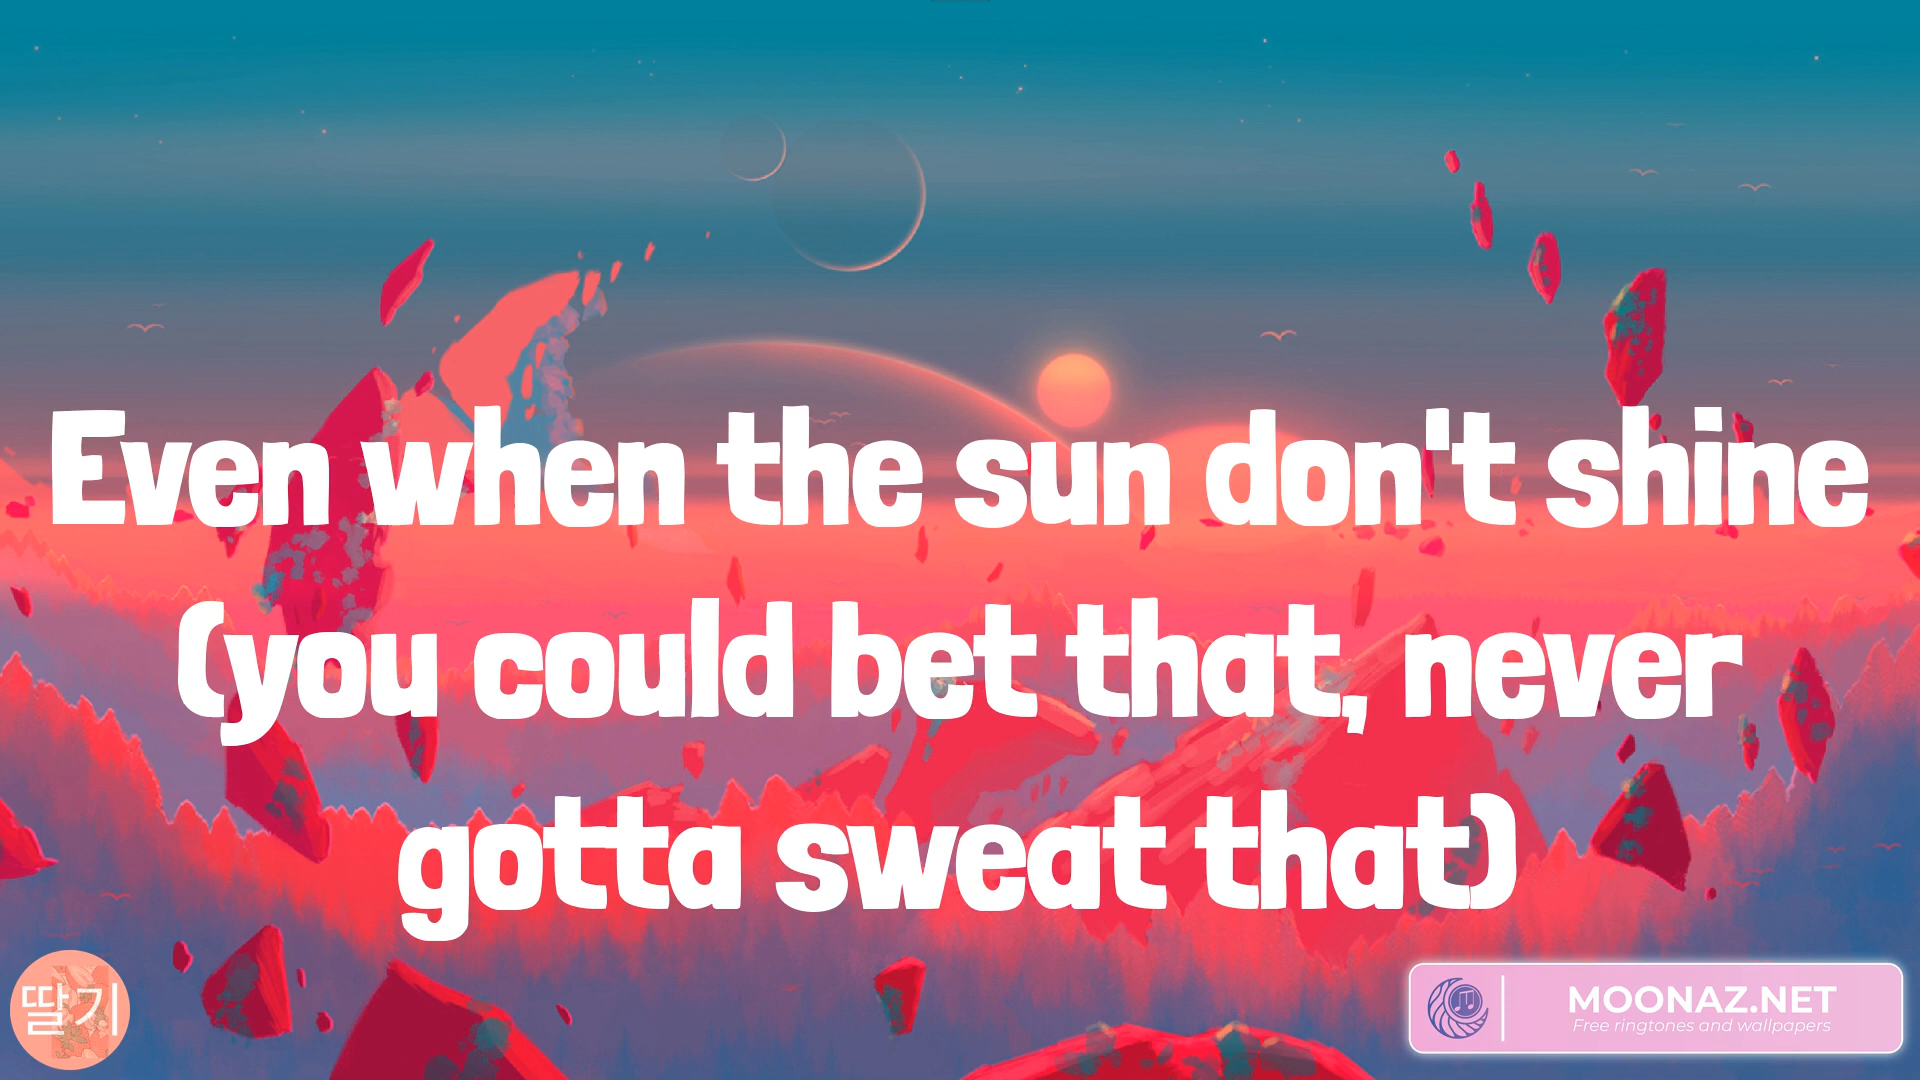 Even when the sun don't shine
(you could bet that, never
gotta sweat that)
딸기
MOONAZ.NET
Free ringtones and wallpapers